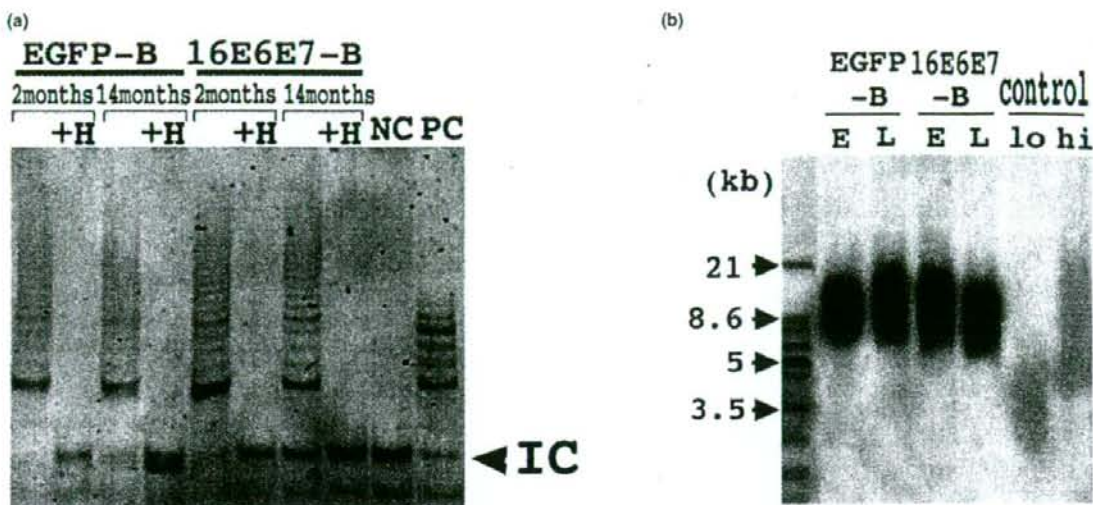 (a)
EGFP-B 16E6E7-B
2months 14months 2months 14months
+H +H +H +H NC PC
IC
(b)
EGFP 16E6E7
-B -B control
E L E L lo hi
(kb)
21
8.6
5
3.5